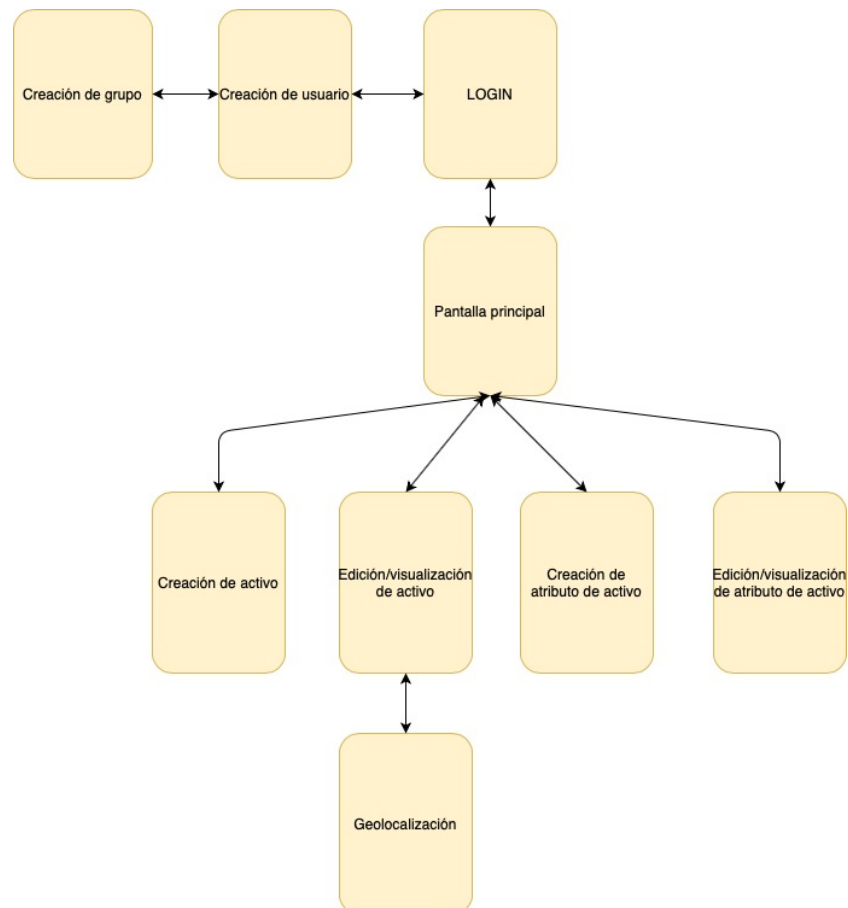 Creación de grupo
Creación de usuario
LOGIN
Pantalla principal
Creación de activo
Edición/visualización
de activo
Creación de
atributo de activo
Edición/visualización
de atributo de activo
Geolocalización